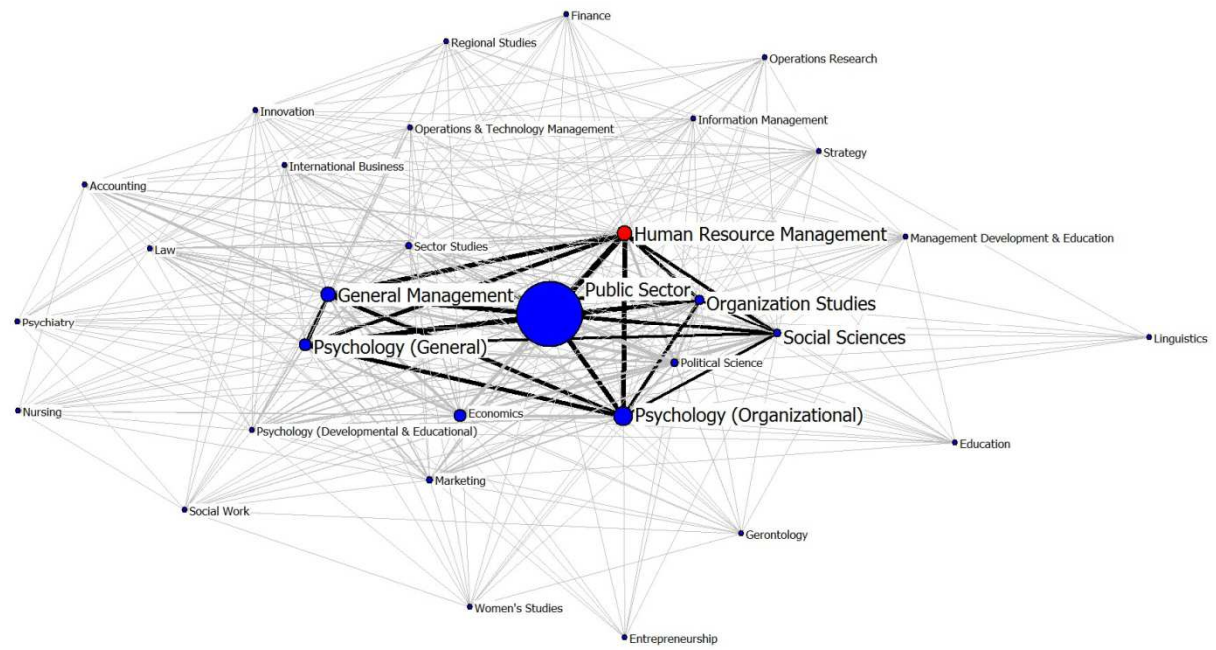 Finance
Regional Studies
Operations Research
Innovation
Information Management
Operations & Technology Management
Strategy
International Business
Accounting
Human Resource Management
Management Development & Education
Law
Sector Studies
Public Sector
General Management
Organization Studies
Psychiatry
Social Sciences
Linguistics
Psychology (General)
Political Science
Nursing
Economics
Psychology (Organizational)
Psychology (Developmental & Educational)
Education
Marketing
Social Work
Gerontology
Women's Studies
Entrepreneurship